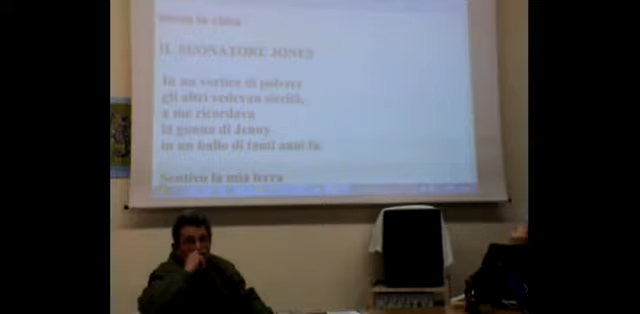 IL SUONATORE JONES
In un vortice di polvere
gli altri vedevan siccità,
a me ricordava
la gonna di Jenny
in un ballo di tanti anni fa.
Sentivo la mia terra